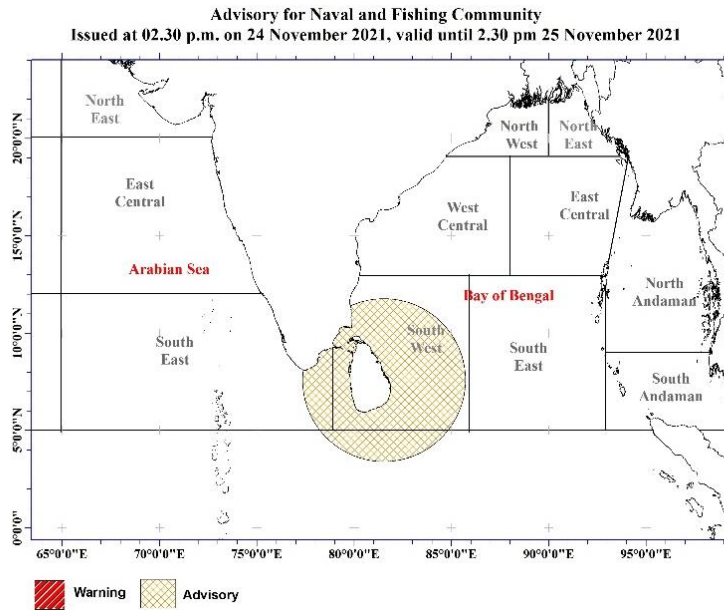 Advisory for Naval and Fishing Community
Issued at 02.30 p.m. on 24 November 2021, valid until 2.30 pm 25 November 2021
North
East
North
West
North
East
20°0'0"N
East
Central
West
Central
East
Central
15°0'0"N
Arabian Sea
Bay of Bengal
North
Andaman
10°0'0"N
South
East
South
West
South
East
South
Andaman
5°0'0"N
0°0'0"N
65°0'0"E
70°0'0"E
75°0'0"E
80°0'0"E
85°0'0"E
90°0'0"E
95°0'0"E
Warning
Advisory